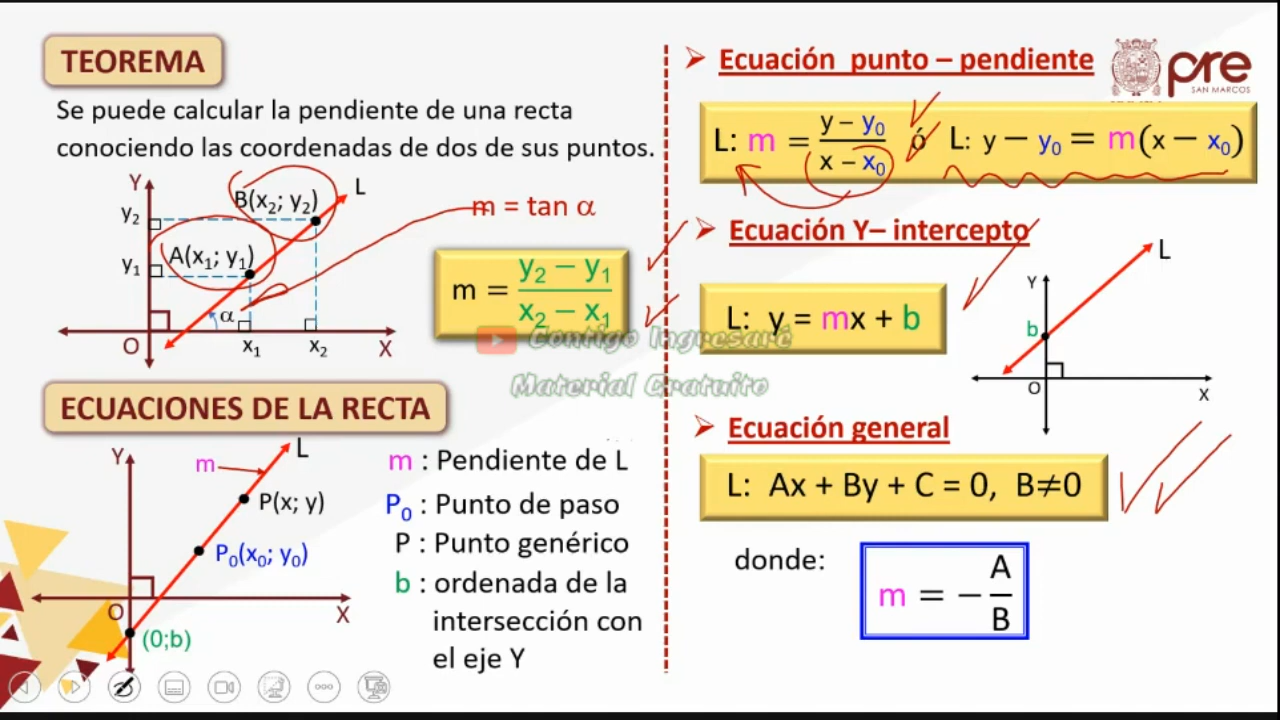 TEOREMA
Se puede calcular la pendiente de una recta
conociendo las coordenadas de dos de sus puntos.
Y
L
B(x₂; y₂)
y₂
A(x₁; y₁)
y₁
α
O
x₁
x₂
X
m = tan α
m = (y₂ − y₁)/(x₂ − x₁)
ECUACIONES DE LA RECTA
Y
L
m
P(x; y)
P₀(x₀; y₀)
O
X
(0;b)
m : Pendiente de L
P₀ : Punto de paso
P : Punto genérico
b : ordenada de la
intersección con
el eje Y
Ecuación punto – pendiente
pre
SAN MARCOS
L: m = (y − y₀)/(x − x₀) ó L: y − y₀ = m(x − x₀)
Ecuación Y– intercepto
L: y = mx + b
Y
L
b
O
X
Contigo Ingresaré
Material Gratuito
Ecuación general
L: Ax + By + C = 0, B≠0
donde:
m = − A/B